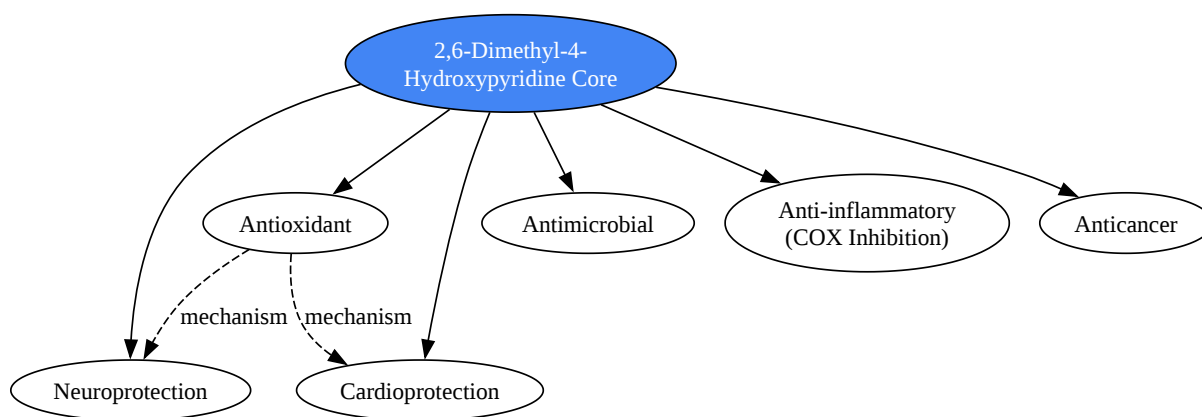 2,6-Dimethyl-4-
Hydroxypyridine Core
Antioxidant
Antimicrobial
Anti-inflammatory
(COX Inhibition)
Anticancer
mechanism
mechanism
Neuroprotection
Cardioprotection